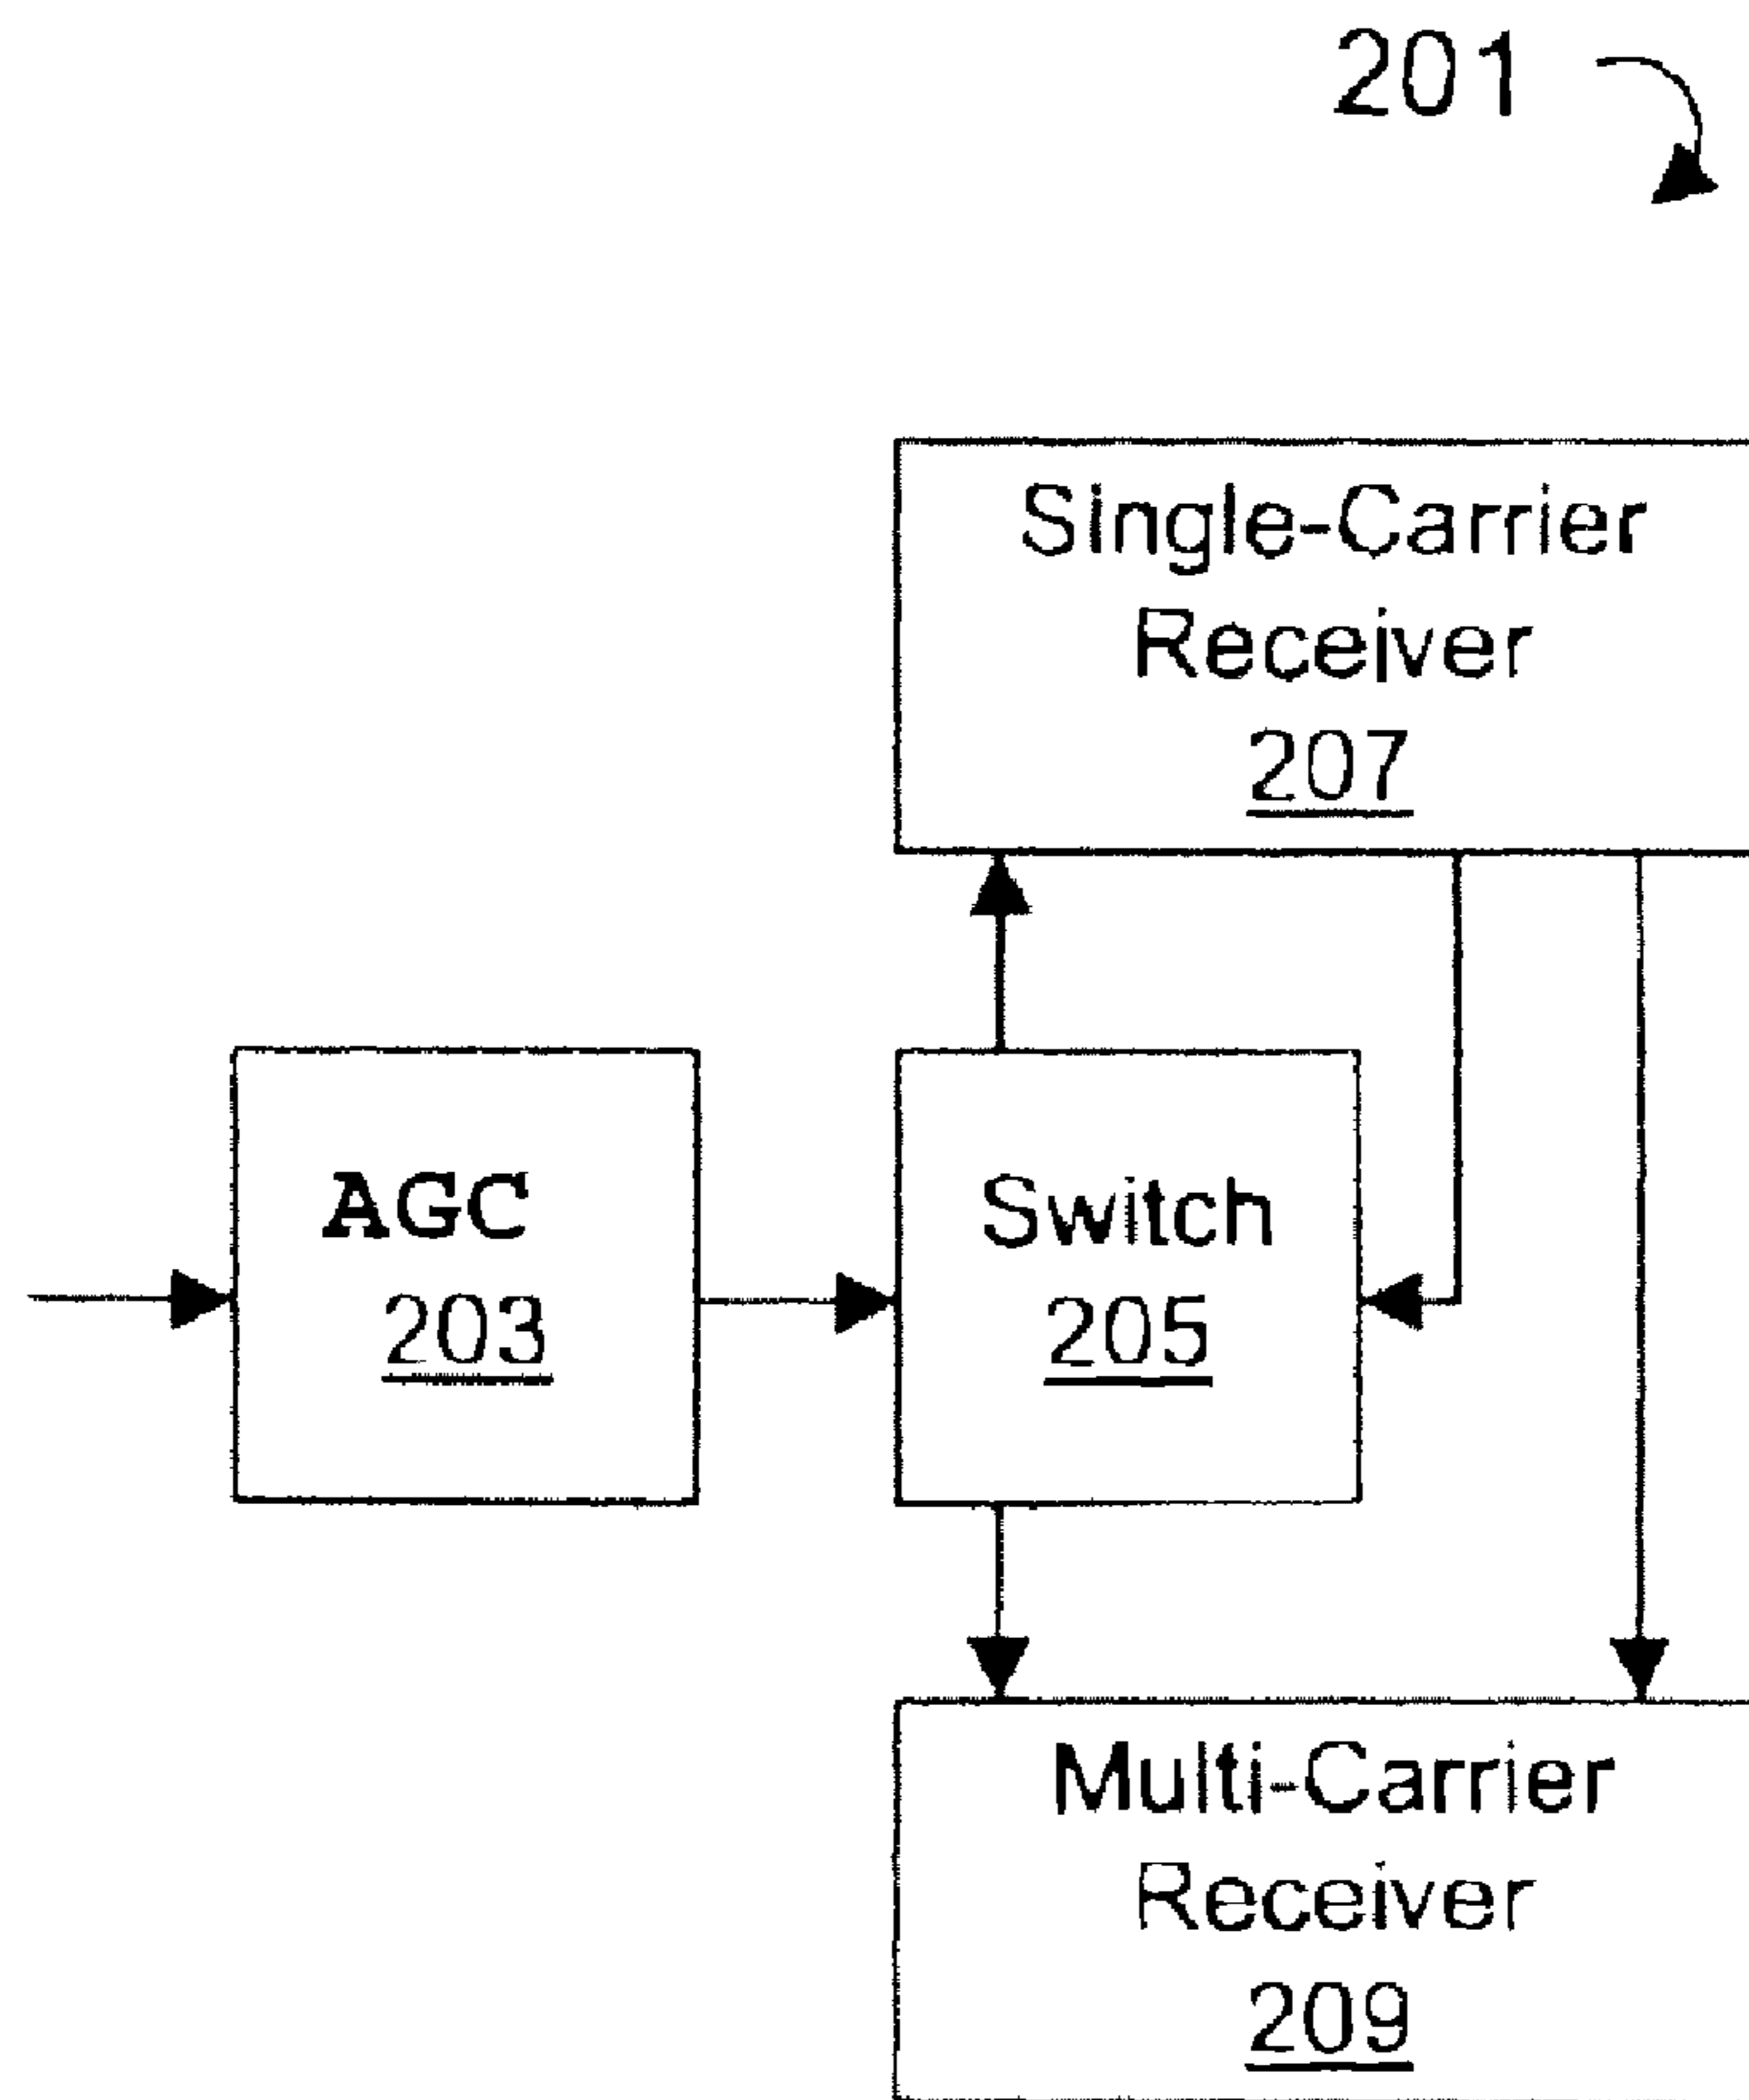 201
Single-Carrier
Receiver
207
AGC
203
Switch
205
Multi-Carrier
Receiver
209